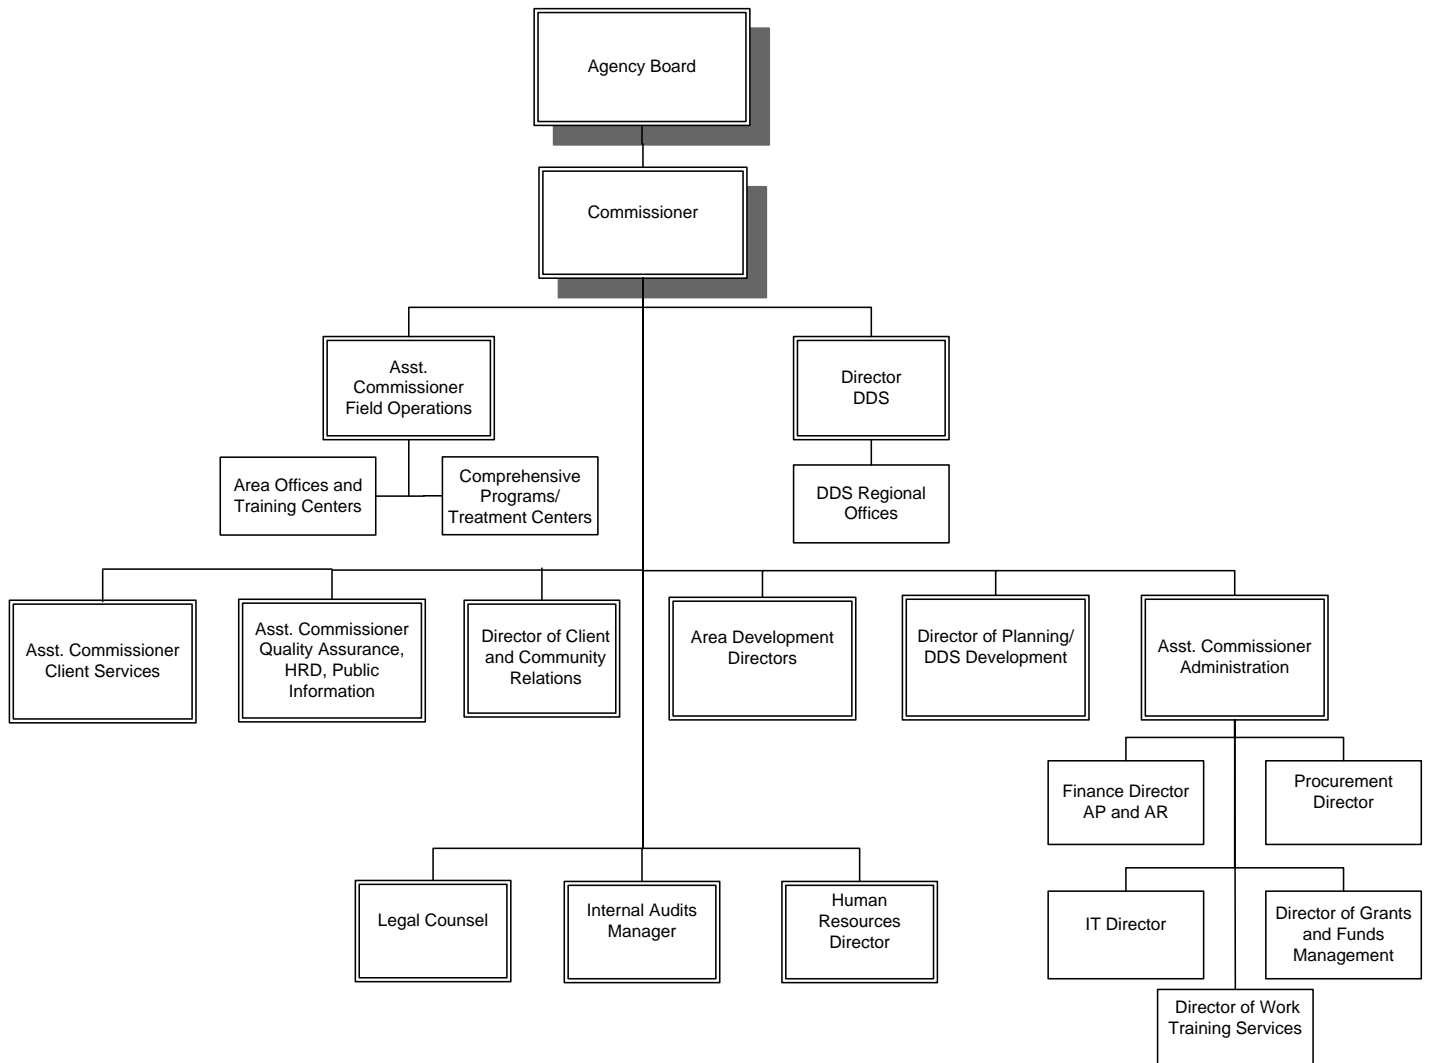 Agency Board
Commissioner
Asst.
Commissioner
Field Operations
Director
DDS
Area Offices and
Training Centers
Comprehensive
Programs/
Treatment Centers
DDS Regional
Offices
Asst. Commissioner
Client Services
Asst. Commissioner
Quality Assurance,
HRD, Public
Information
Director of Client
and Community
Relations
Area Development
Directors
Director of Planning/
DDS Development
Asst. Commissioner
Administration
Finance Director
AP and AR
Procurement
Director
Legal Counsel
Internal Audits
Manager
Human
Resources
Director
IT Director
Director of Grants
and Funds
Management
Director of Work
Training Services